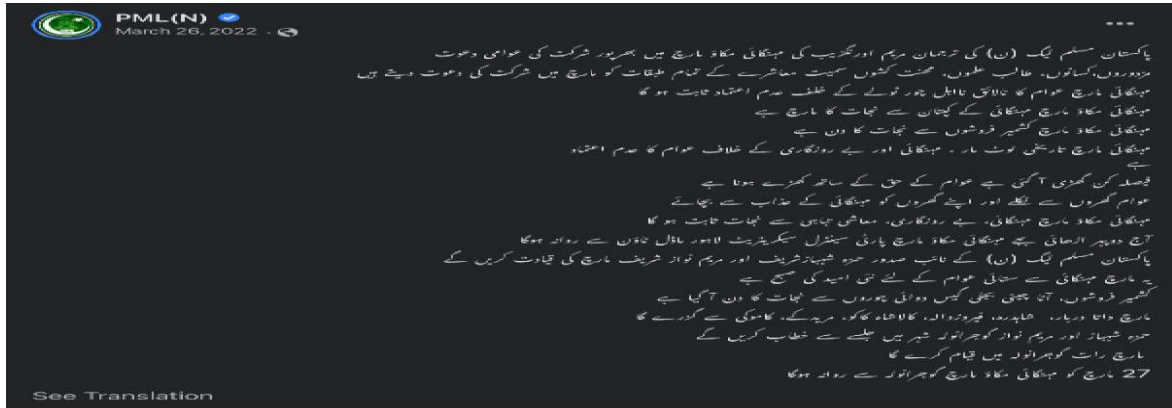 PML(N)
March 26, 2022 ·
پاکستان مسلم لیگ (ن) کی ترجمان مریم اورنگزیب کی مہنگائی مکاؤ مارچ میں بھرپور شرکت کی عوامی دعوت
مزدوروں،کسانوں، طالب علموں، محنت کشوں سمیت معاشرے کے تمام طبقات کو مارچ میں شرکت کی دعوت دیتے ہیں
مہنگائی مارچ عوام کا نالائق نااہل چور ٹولے کے خلف عدم اعتماد ثابت ہو گا
مہنگائی مکاؤ مارچ مہنگائی کے کپتان سے نجات کا مارچ ہے
مہنگائی مکاؤ مارچ کشمیر فروشوں سے نجات کا دن ہے
مہنگائی مارچ تاریخی لوٹ مار ۔ مہنگائی اور بے روزگاری کے خلاف عوام کا عدم اعتماد
ہے
فیصلہ کن گھڑی آ گئی ہے عوام کے حق کے ساتھ کھڑے ہونا ہے
عوام گھروں سے نکلے اور اپنے گھروں کو مہنگائی کے عذاب سے بچائے
مہنگائی مکاؤ مارچ مہنگائی، بے روزگاری، معاشی تباہی سے نجات ثابت ہو گا
آج دوپہر اڑھائی بجے مہنگائی مکاؤ مارچ پارٹی سینٹرل سیکریٹریٹ لاہور ماڈل ٹاؤن سے روانہ ہوگا
پاکستان مسلم لیگ (ن) کے نائب صدور حمزہ شہبازشریف اور مریم نواز شریف مارچ کی قیادت کریں گے
یہ مارچ مہنگائی سے ستائی عوام کے لئے نئی امید کی صبح ہے
کشمیر فروشوں، آٹا چینی بجلی گیس دوائی چوروں سے نجات کا دن آ گیا ہے
مارچ داتا دربار، شاہدرہ، فیروزوالہ، کالاشاہ کاکو، مریدکے، کامونکی سے گزرے گا
حمزہ شہباز اور مریم نواز گوجرانوالہ شہر میں جلسے سے خطاب کریں گے
مارچ رات گوجرانوالہ میں قیام کرے گا
27 مارچ کو مہنگائی مکاؤ مارچ گوجرانوالہ سے روانہ ہوگا
See Translation